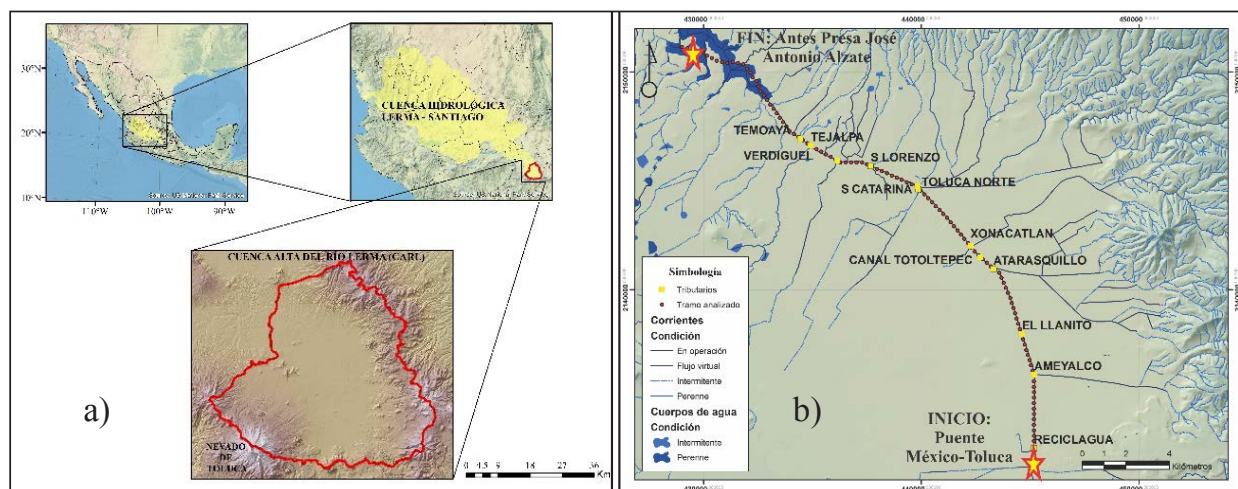 a)
30°N
20°N
10°N
110°W
100°W
90°W
CUENCA HIDROLÓGICA
LERMA - SANTIAGO
CUENCA ALTA DEL RÍO LERMA (CARL)
NEVADO
DE
TOLUCA
0 4.5 9 18 27 36
Km
b)
430000
440000
450000
2150000
2140000
FIN: Antes Presa José
Antonio Alzate
TEMOAYA
TEJALPA
VERDIGUEL
S LORENZO
S CATARINA
TOLUCA NORTE
XONACATLAN
CANAL TOTOLTEPEC
ATARASQUILLO
EL LLANITO
AMEYALCO
INICIO:
RECICLAGUA
Puente
México-Toluca
0 1 2 4
Kilómetros
Simbología
Tributarios
Tramo analizado
Corrientes
Condición
En operación
Flujo virtual
Intermitente
Perenne
Cuerpos de agua
Condición
Intermitente
Perenne